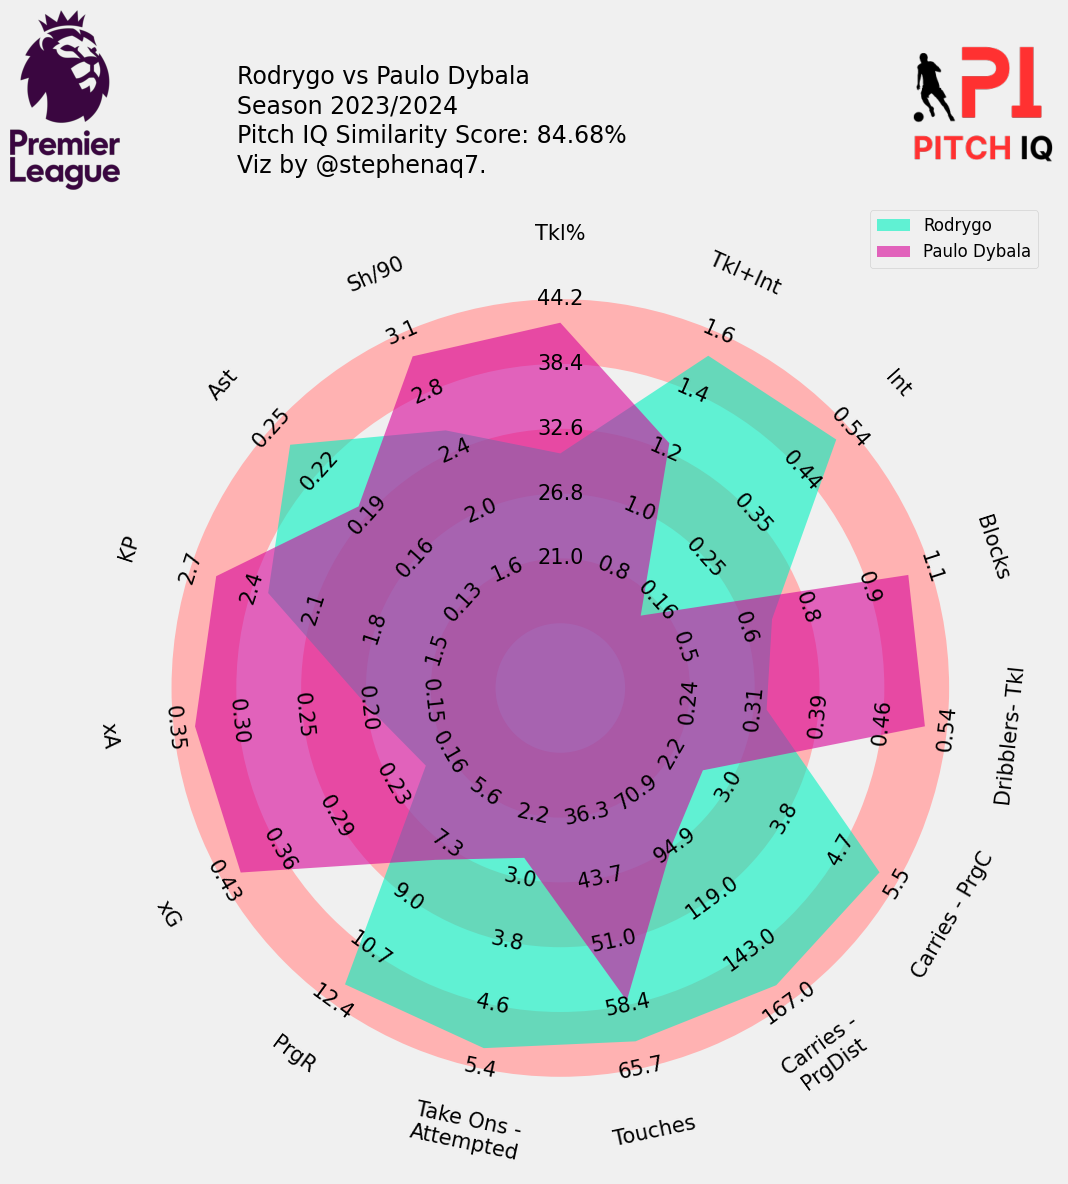 Premier
League
Rodrygo vs Paulo Dybala
Season 2023/2024
Pitch IQ Similarity Score: 84.68%
Viz by @stephenaq7.
PI
PITCH IQ
Rodrygo
Paulo Dybala
Tkl%
44.2
38.4
32.6
26.8
21.0
Tkl+Int
1.6
1.4
1.2
1.0
0.8
Int
0.54
0.44
0.35
0.25
0.16
Blocks
1.1
0.9
0.8
0.6
0.5
Dribblers- Tkl
0.54
0.46
0.39
0.31
0.24
Carries - PrgC
5.5
4.7
3.8
3.0
2.2
Carries -
PrgDist
167.0
143.0
119.0
94.9
70.9
Touches
65.7
58.4
51.0
43.7
36.3
Take Ons -
Attempted
5.4
4.6
3.8
3.0
2.2
PrgR
12.4
10.7
9.0
7.3
5.6
xG
0.43
0.36
0.29
0.23
0.16
xA
0.35
0.30
0.25
0.20
0.15
KP
2.7
2.4
2.1
1.8
1.5
Ast
0.25
0.22
0.19
0.16
0.13
Sh/90
3.1
2.8
2.4
2.0
1.6